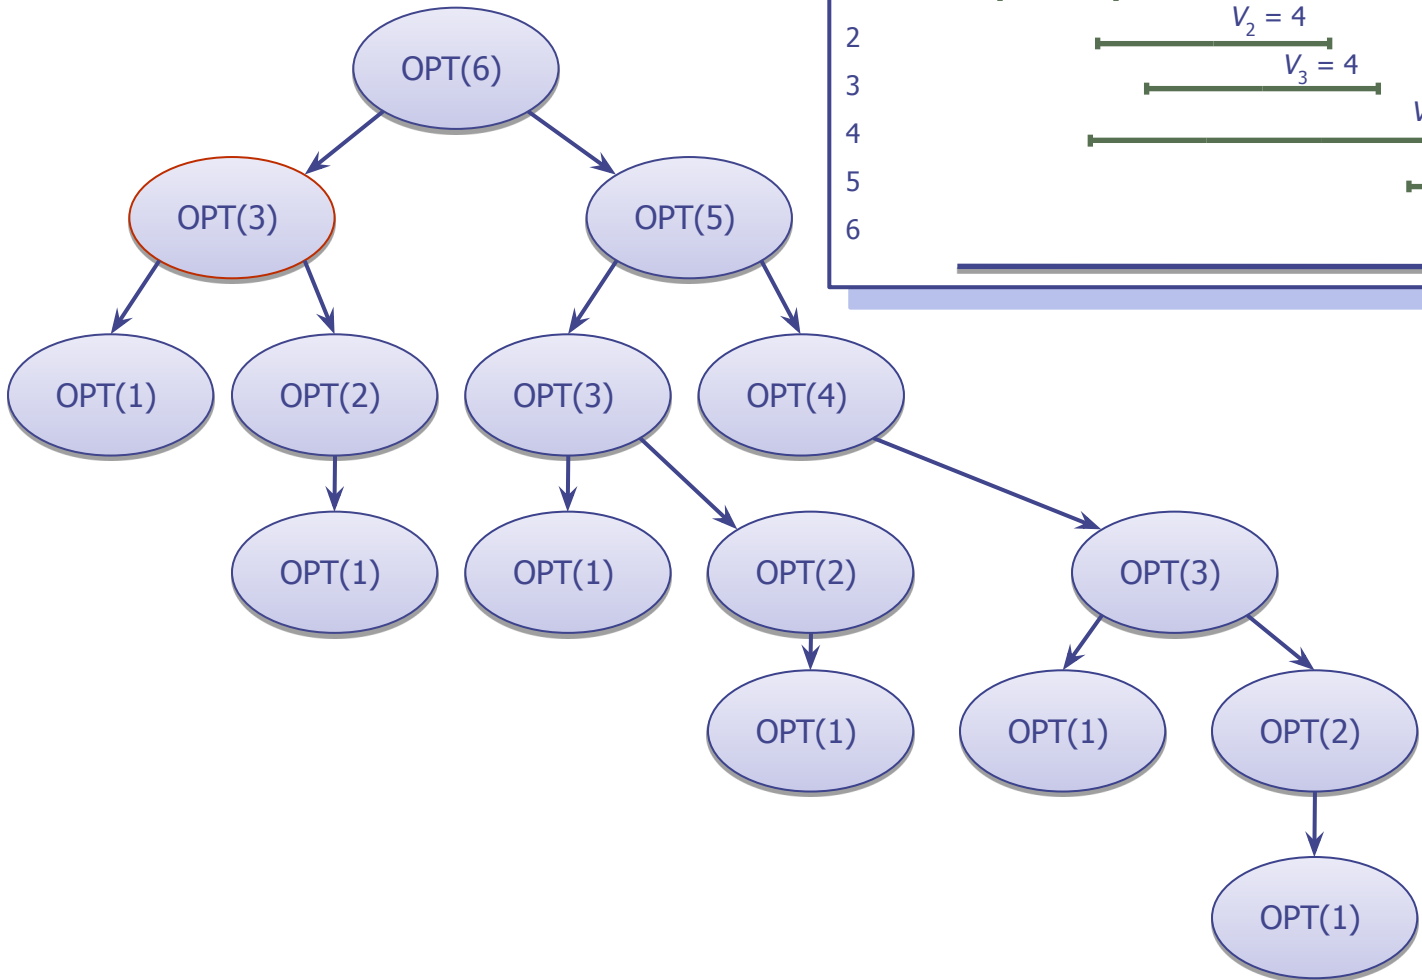 2
V₂ = 4
3
V₃ = 4
4
V
5
6
OPT(6)
OPT(3) OPT(5)
OPT(1) OPT(2) OPT(3) OPT(4)
OPT(1) OPT(1) OPT(2) OPT(3)
OPT(1) OPT(1) OPT(2)
OPT(1)